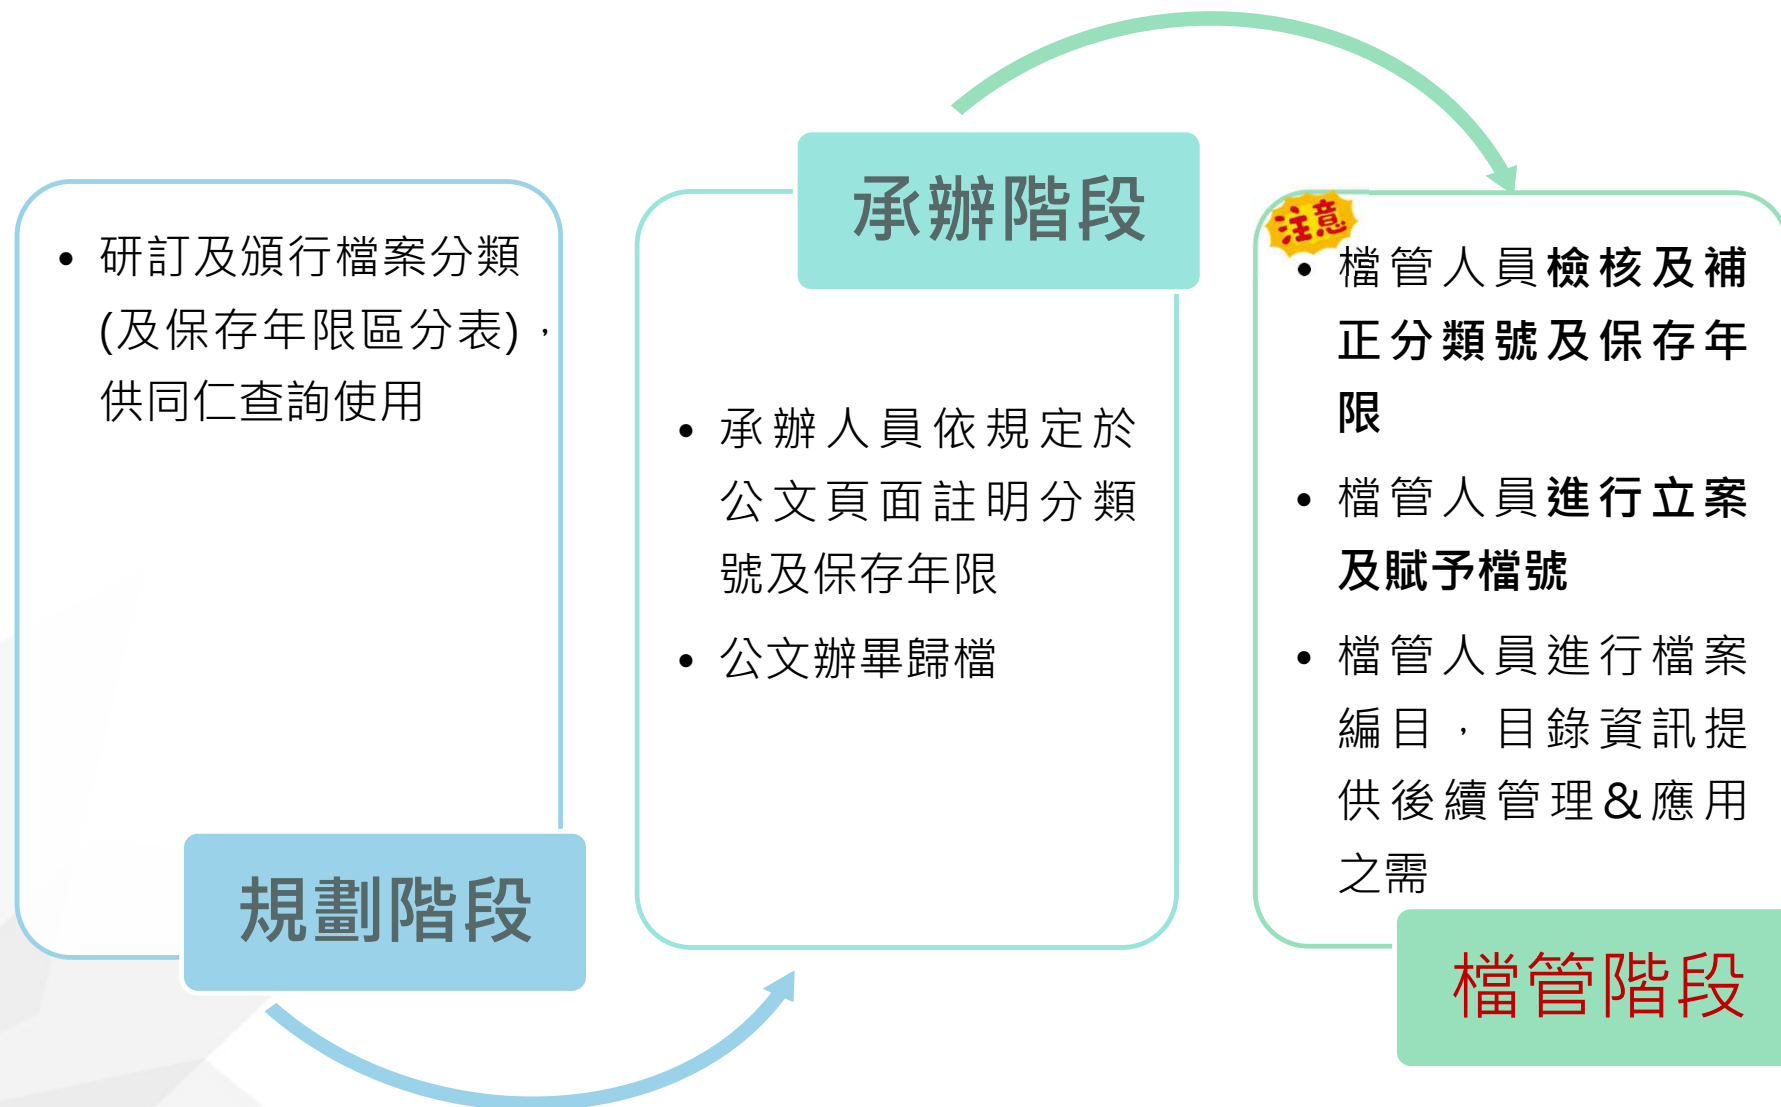 研訂及頒行檔案分類
(及保存年限區分表)，
供同仁查詢使用
規劃階段
承辦階段
承辦人員依規定於
公文頁面註明分類
號及保存年限
公文辦畢歸檔
注意
檔管人員檢核及補
正分類號及保存年
限
檔管人員進行立案
及賦予檔號
檔管人員進行檔案
編目，目錄資訊提
供後續管理&應用
之需
檔管階段